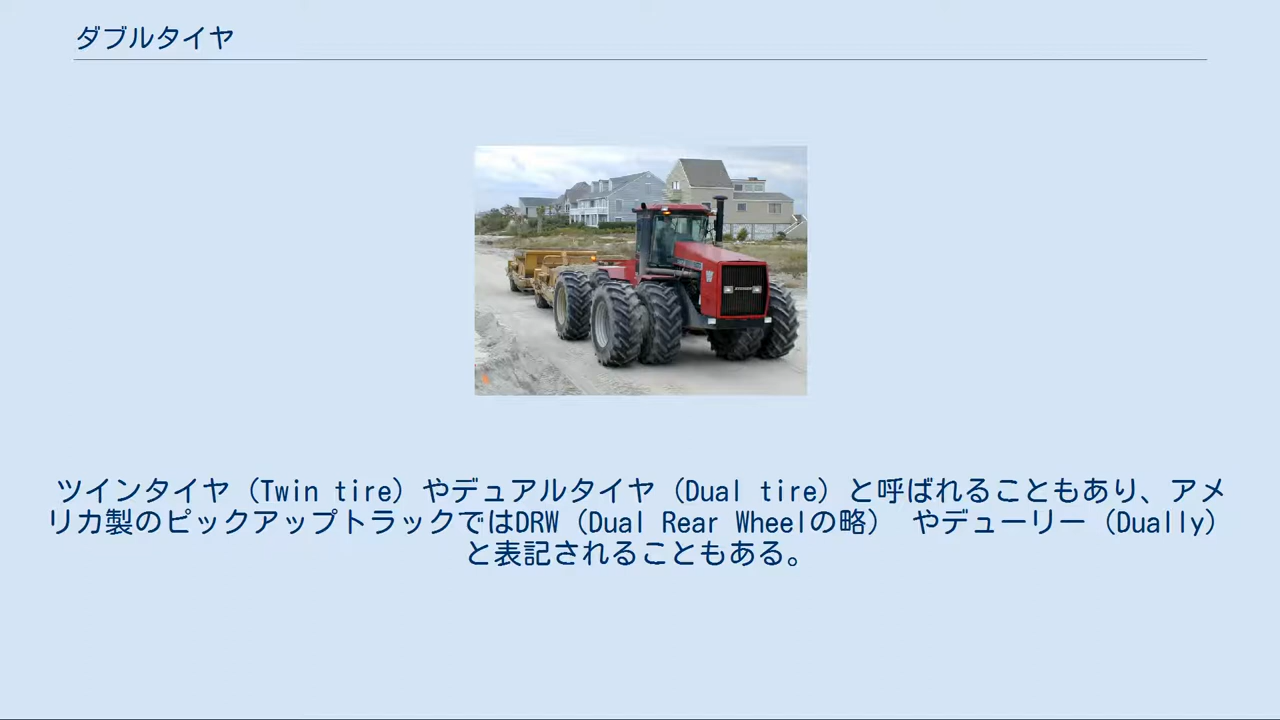 ダブルタイヤ
ツインタイヤ（Twin tire）やデュアルタイヤ（Dual tire）と呼ばれることもあり、アメ
リカ製のピックアップトラックではDRW（Dual Rear Wheelの略） やデューリー（Dually）
と表記されることもある。